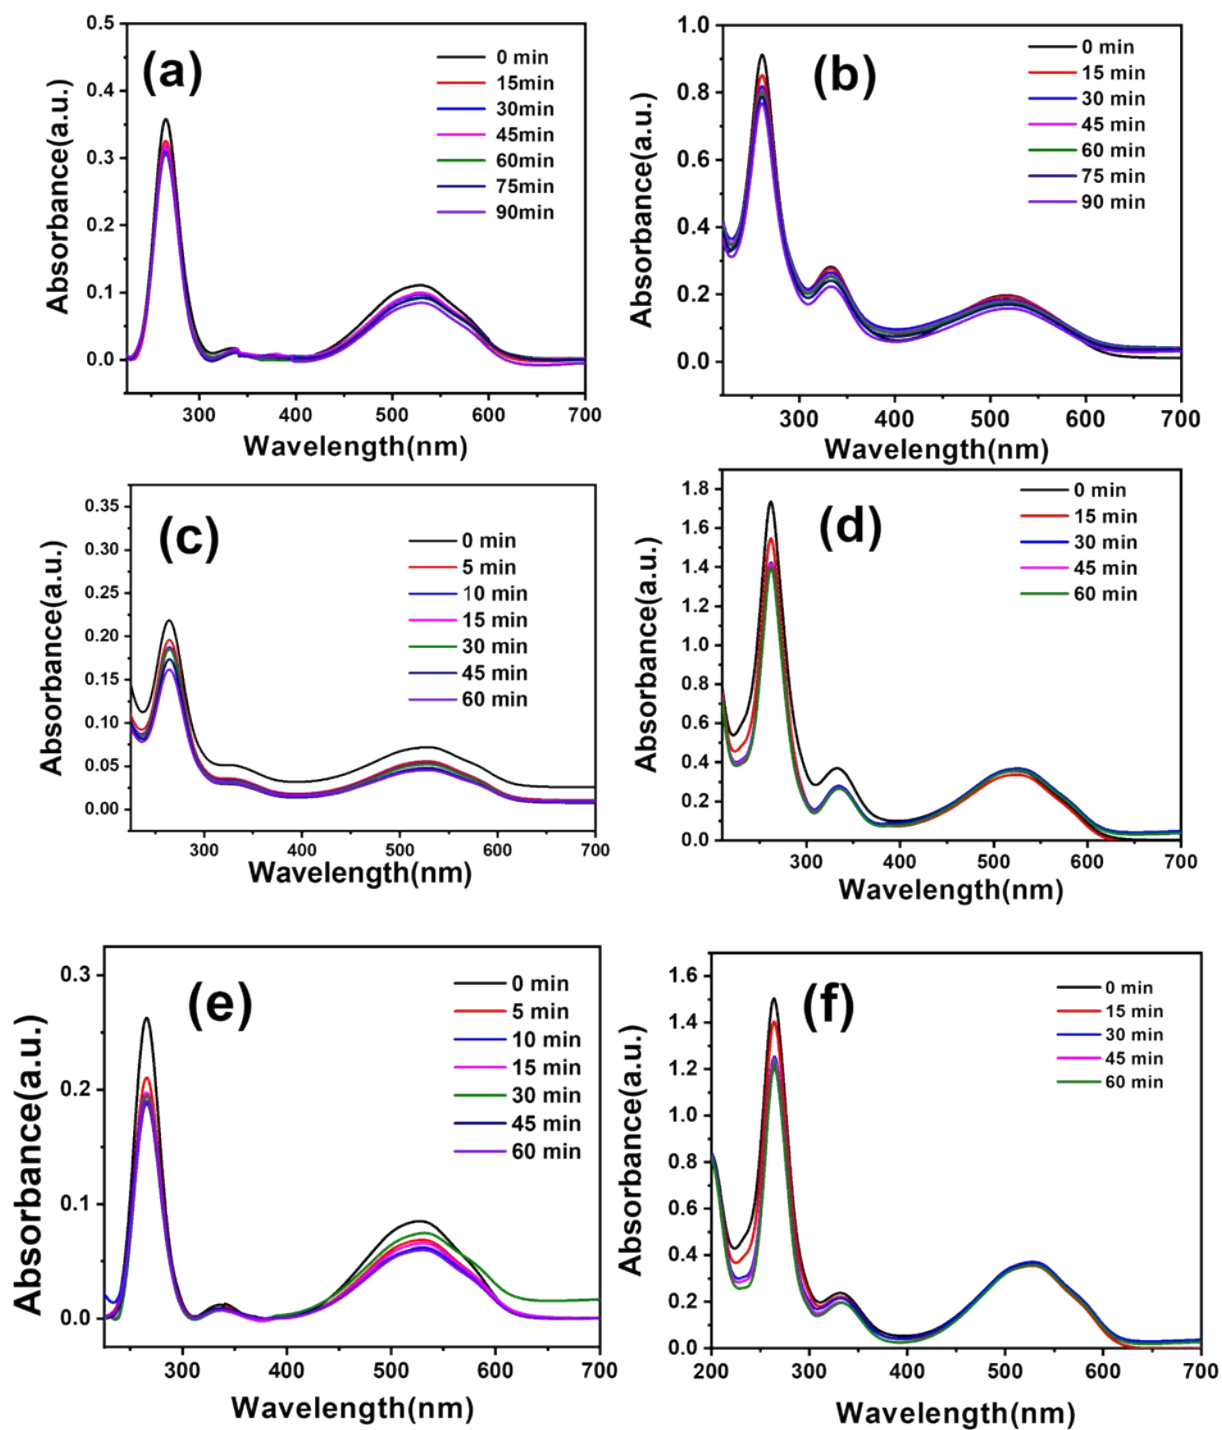 (a)
0 min
15min
30min
45min
60min
75min
90min
0.5
0.4
0.3
0.2
0.1
0.0
Absorbance(a.u.)
300 400 500 600 700
Wavelength(nm)
(b)
0 min
15 min
30 min
45 min
60 min
75 min
90 min
1.0
0.8
0.6
0.4
0.2
0.0
Absorbance(a.u.)
300 400 500 600 700
Wavelength(nm)
(c)
0 min
5 min
10 min
15 min
30 min
45 min
60 min
0.35
0.30
0.25
0.20
0.15
0.10
0.05
0.00
Absorbance(a.u.)
300 400 500 600 700
Wavelength(nm)
(d)
0 min
15 min
30 min
45 min
60 min
1.8
1.6
1.4
1.2
1.0
0.8
0.6
0.4
0.2
0.0
Absorbance(a.u.)
300 400 500 600 700
Wavelength(nm)
(e)
0 min
5 min
10 min
15 min
30 min
45 min
60 min
0.3
0.2
0.1
0.0
Absorbance(a.u.)
300 400 500 600 700
Wavelength(nm)
(f)
0 min
15 min
30 min
45 min
60 min
1.6
1.4
1.2
1.0
0.8
0.6
0.4
0.2
0.0
Absorbance(a.u.)
200 300 400 500 600 700
Wavelength(nm)